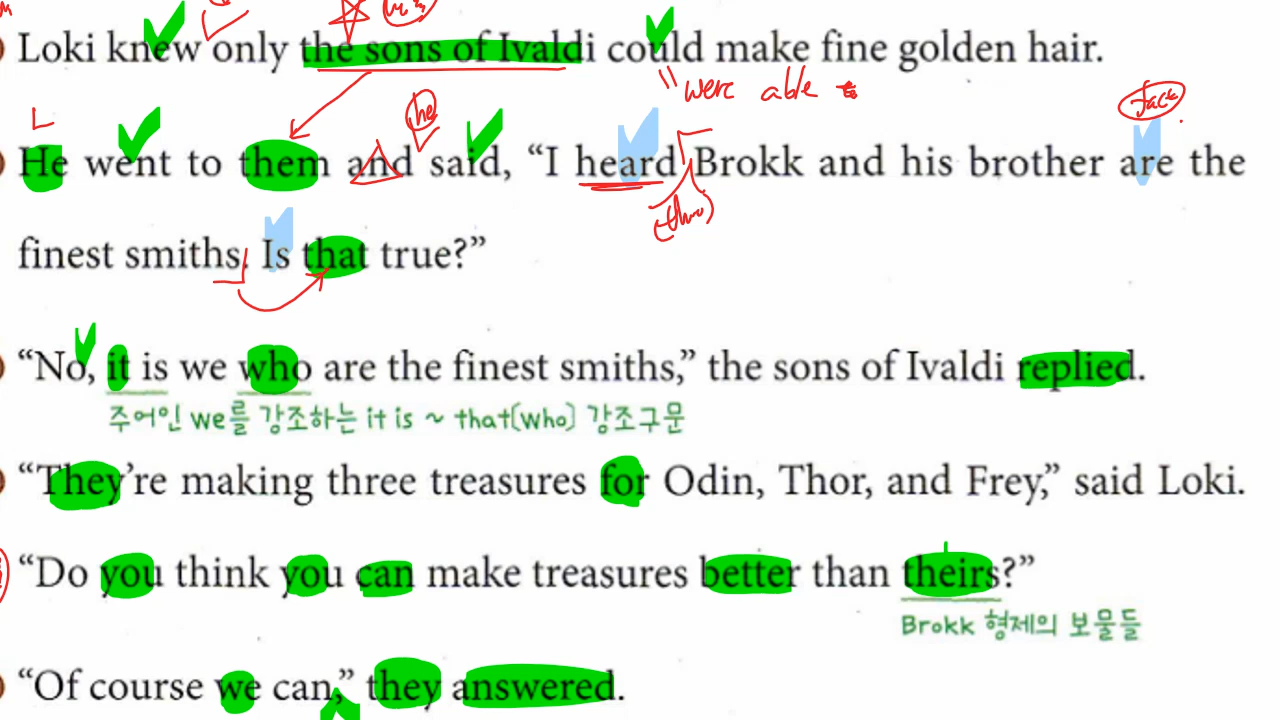 Loki knew only the sons of Ivaldi could make fine golden hair.
"were able to
L
he
fact
He went to them and said, “I heard Brokk and his brother are the
finest smiths. Is that true?”
“No, it is we who are the finest smiths,” the sons of Ivaldi replied.
주어인 we를 강조하는 it is ~ that(who) 강조구문
“They’re making three treasures for Odin, Thor, and Frey,” said Loki.
“Do you think you can make treasures better than theirs?”
Brokk 형제의 보물들
“Of course we can,” they answered.